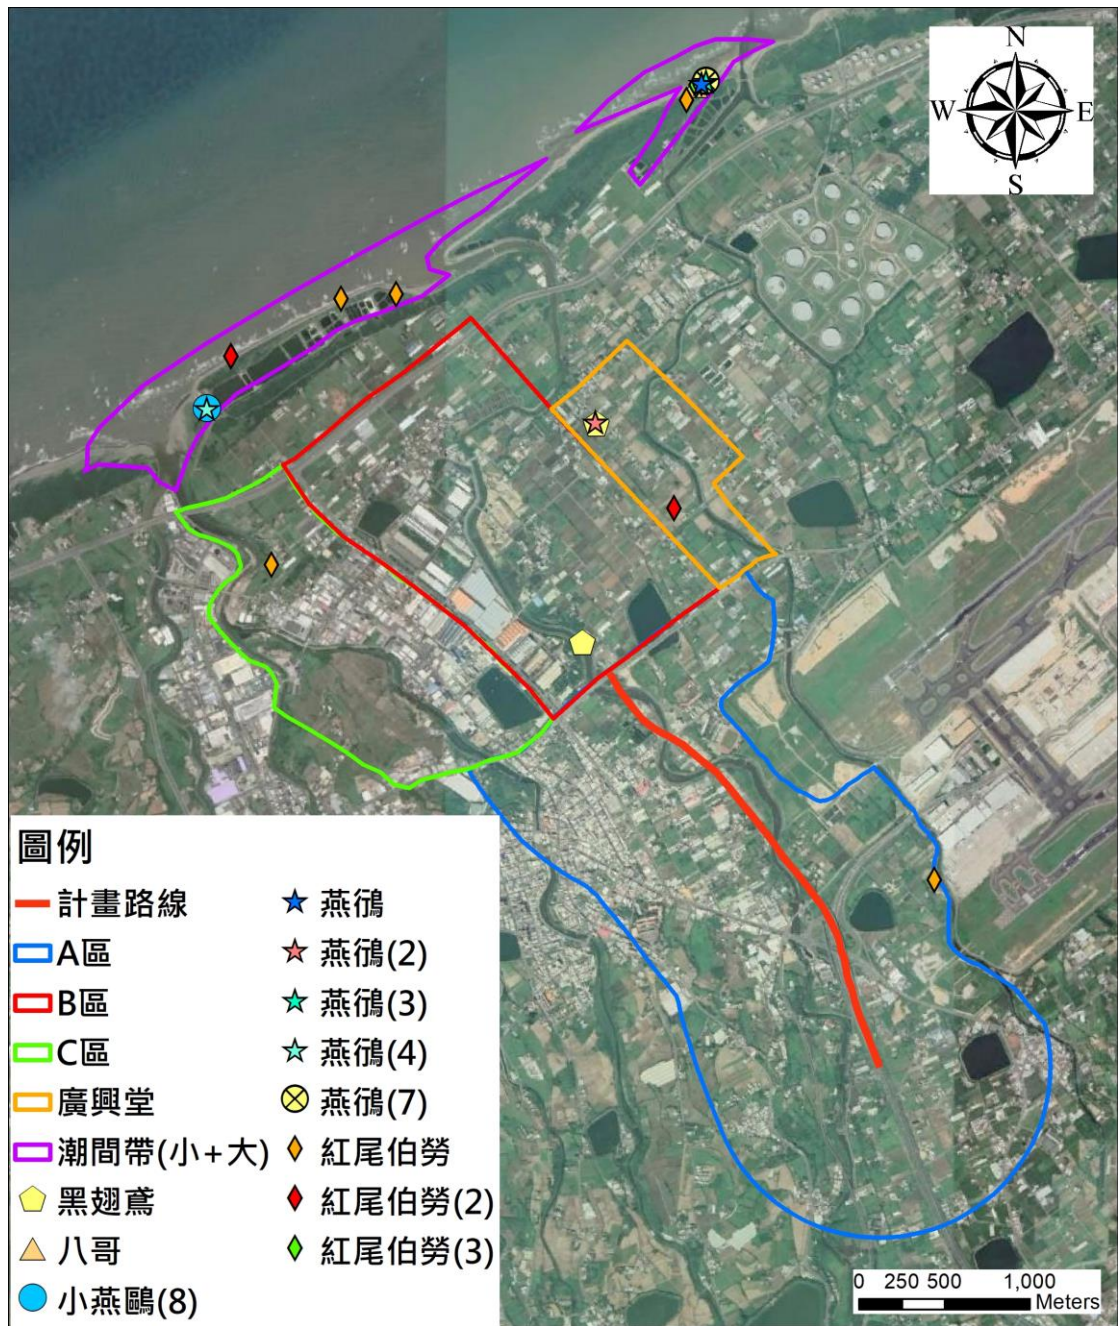 N
W E
S
圖例
計畫路線
A區
B區
C區
廣興堂
潮間帶(小+大)
黑翅鳶
八哥
小燕鷗(8)
燕鴴
燕鴴(2)
燕鴴(3)
燕鴴(4)
燕鴴(7)
紅尾伯勞
紅尾伯勞(2)
紅尾伯勞(3)
0 250 500 1,000
Meters